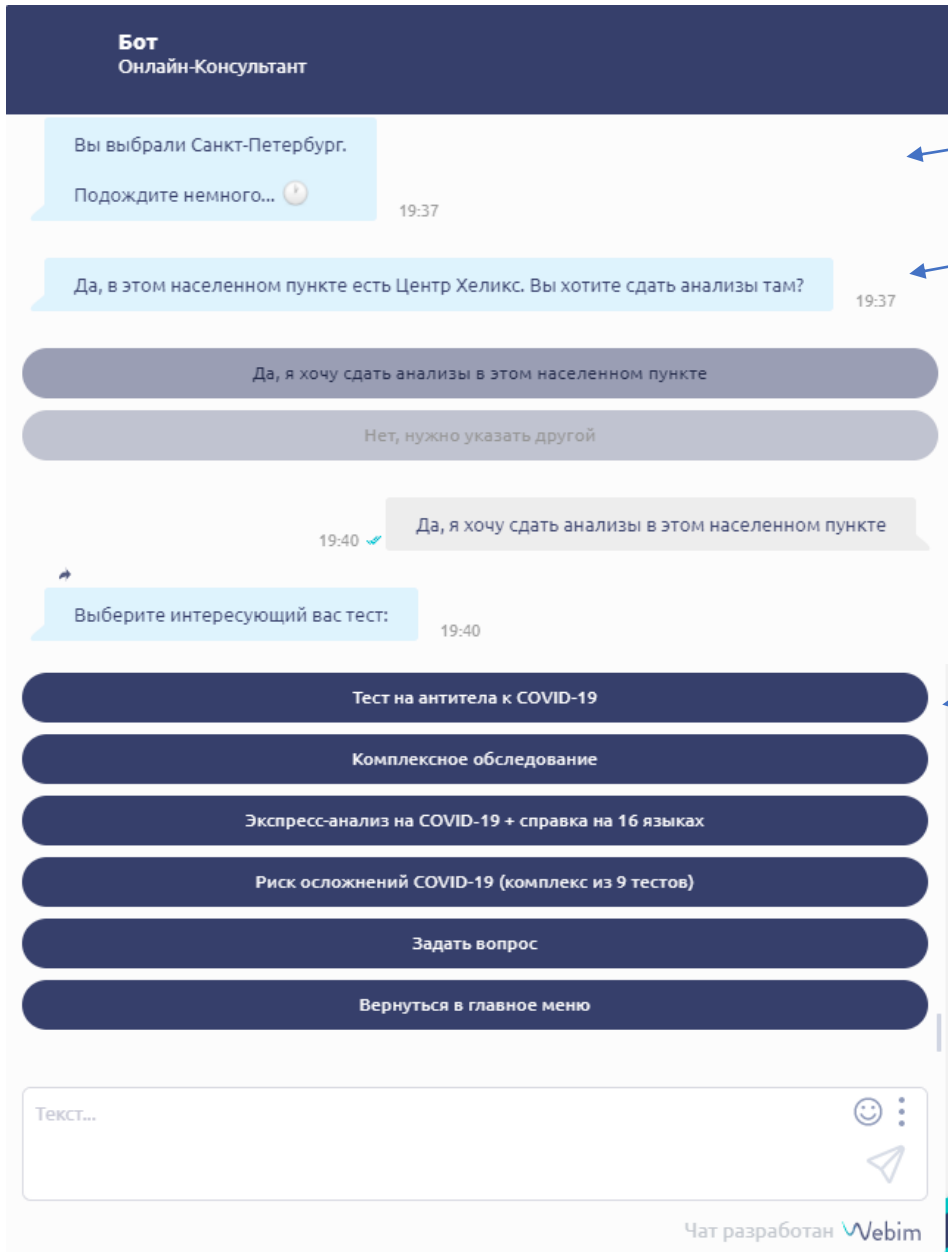 Бот
Онлайн-Консультант
Вы выбрали Санкт-Петербург.
Подождите немного...
19:37
Да, в этом населенном пункте есть Центр Хеликс. Вы хотите сдать анализы там?
19:37
Да, я хочу сдать анализы в этом населенном пункте
Нет, нужно указать другой
Да, я хочу сдать анализы в этом населенном пункте
19:40
Выберите интересующий вас тест:
19:40
Тест на антитела к COVID-19
Комплексное обследование
Экспресс-анализ на COVID-19 + справка на 16 языках
Риск осложнений COVID-19 (комплекс из 9 тестов)
Задать вопрос
Вернуться в главное меню
Текст...
Чат разработан Webim